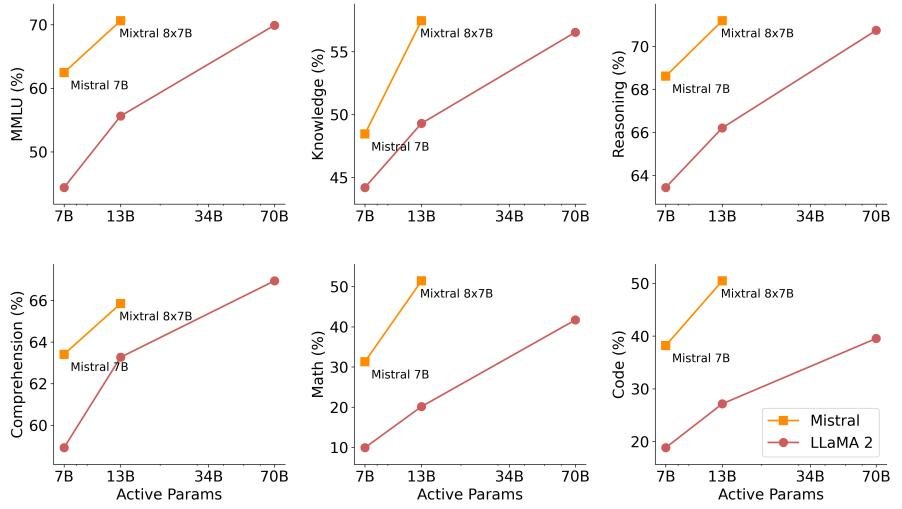 MMLU (%)
70
60
50
Mixtral 8x7B
Mistral 7B
7B 13B 34B 70B
Knowledge (%)
55
50
45
Mixtral 8x7B
Mistral 7B
7B 13B 34B 70B
Reasoning (%)
70
68
66
64
Mixtral 8x7B
Mistral 7B
7B 13B 34B 70B
Comprehension (%)
66
64
62
60
Mixtral 8x7B
Mistral 7B
7B 13B 34B 70B
Active Params
Math (%)
50
40
30
20
10
Mixtral 8x7B
Mistral 7B
7B 13B 34B 70B
Active Params
Code (%)
50
40
30
20
Mixtral 8x7B
Mistral 7B
Mistral
LLaMA 2
7B 13B 34B 70B
Active Params